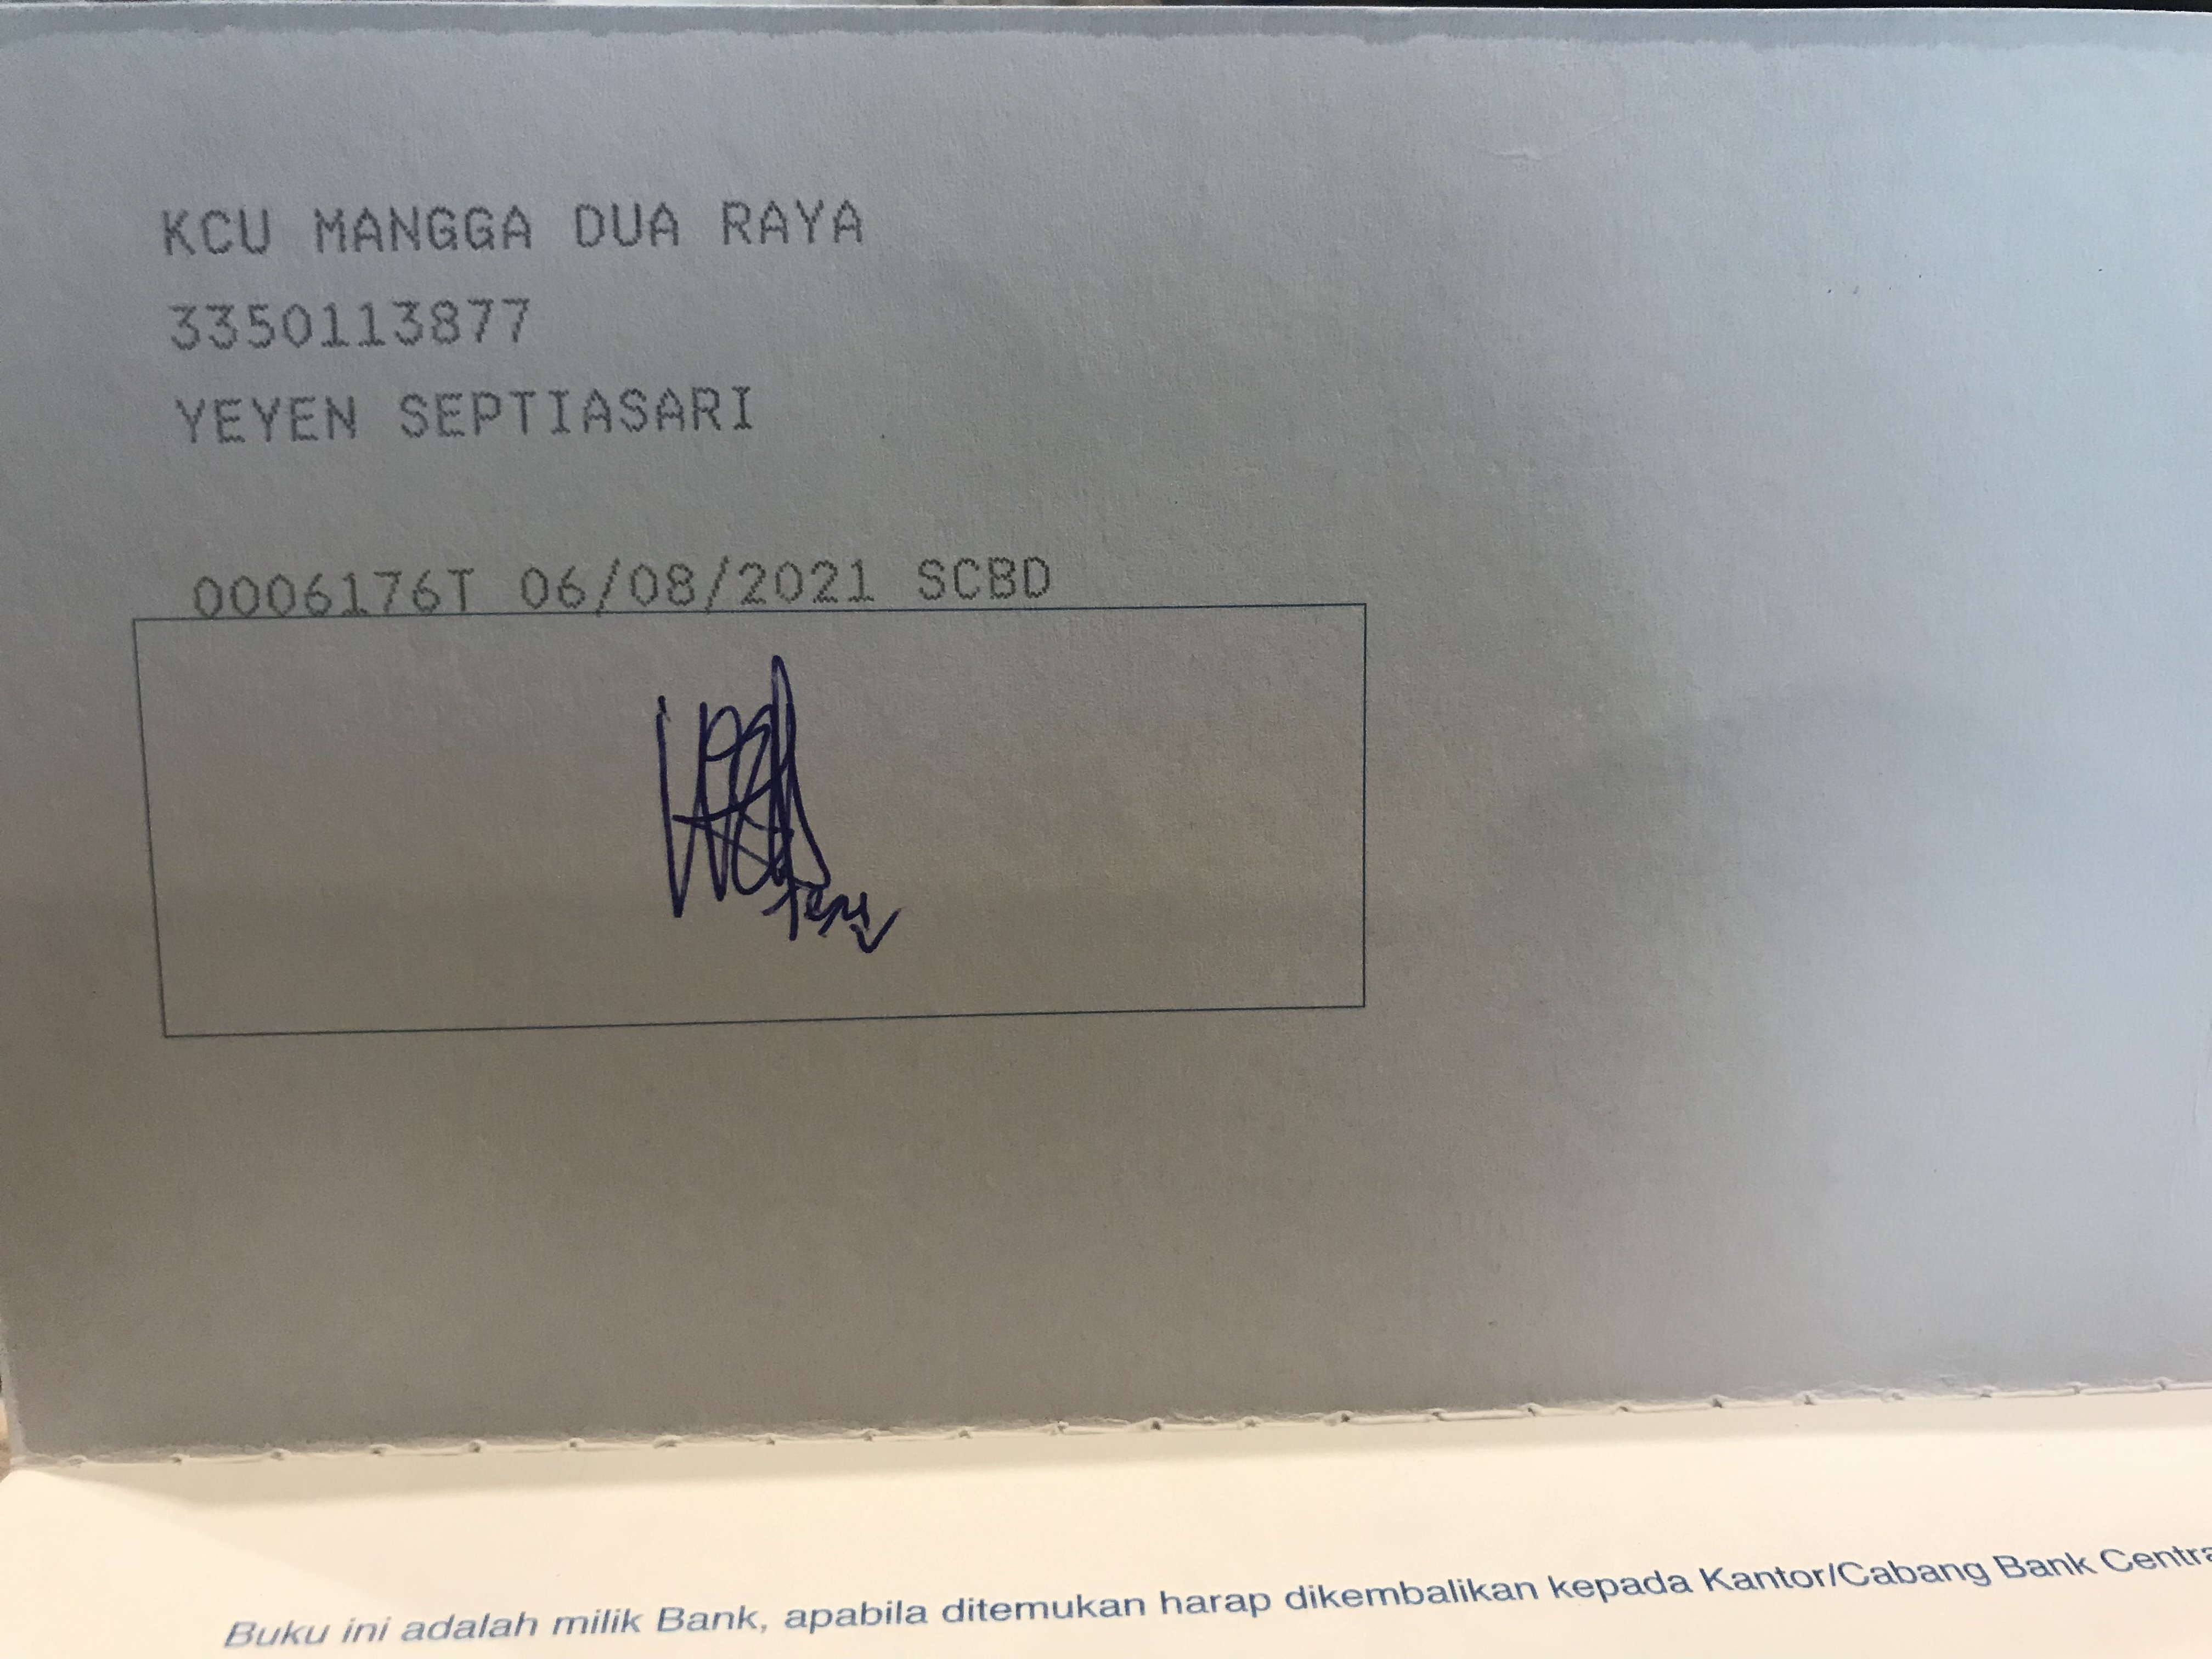 KCU MANGGA DUA RAYA
3350113877
YEYEN SEPTIASARI
0006176T 06/08/2021 SCBD
Buku ini adalah milik Bank, apabila ditemukan harap dikembalikan kepada Kantor/Cabang Bank Centra